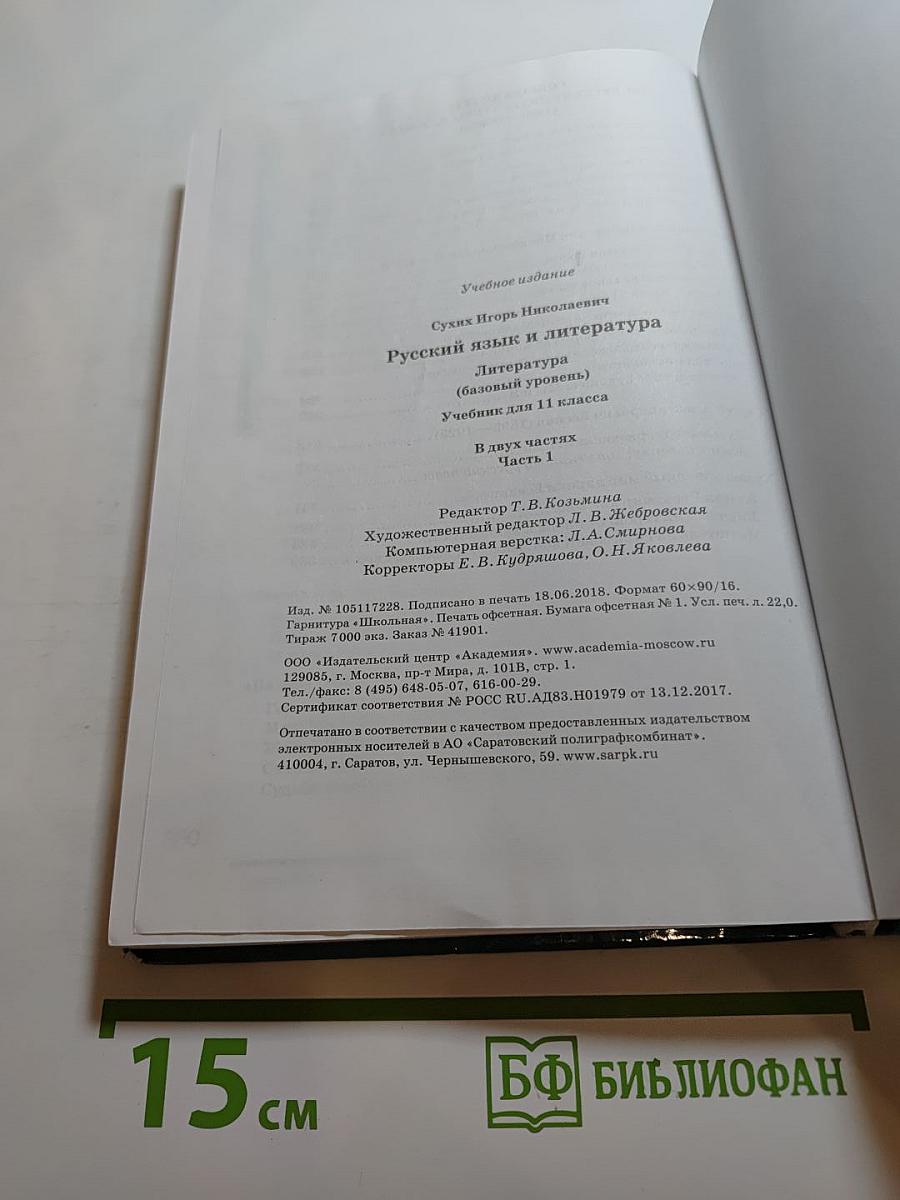 Учебное издание
Сухих Игорь Николаевич
Русский язык и литература
Литература
(базовый уровень)
Учебник для 11 класса
В двух частях
Часть 1
Редактор Т. В. Козьмина
Художественный редактор Л. В. Жебровская
Компьютерная верстка: Л. А. Смирнова
Корректоры Е. В. Кудряшова, О. Н. Яковлева
Изд. № 105117228. Подписано в печать 18.06.2018. Формат 60×90/16.
Гарнитура «Школьная». Печать офсетная. Бумага офсетная № 1. Усл. печ. л. 22,0.
Тираж 7000 экз. Заказ № 41901.
ООО «Издательский центр «Академия». www.academia-moscow.ru
129085, г. Москва, пр-т Мира, д. 101В, стр. 1.
Тел./факс: 8 (495) 648-05-07, 616-00-29.
Сертификат соответствия № РОСС RU.АД83.Н01979 от 13.12.2017.
Отпечатано в соответствии с качеством предоставленных издательством
электронных носителей в АО «Саратовский полиграфкомбинат».
410004, г. Саратов, ул. Чернышевского, 59. www.sarpk.ru
15 см
БФ БИБЛИОФАН